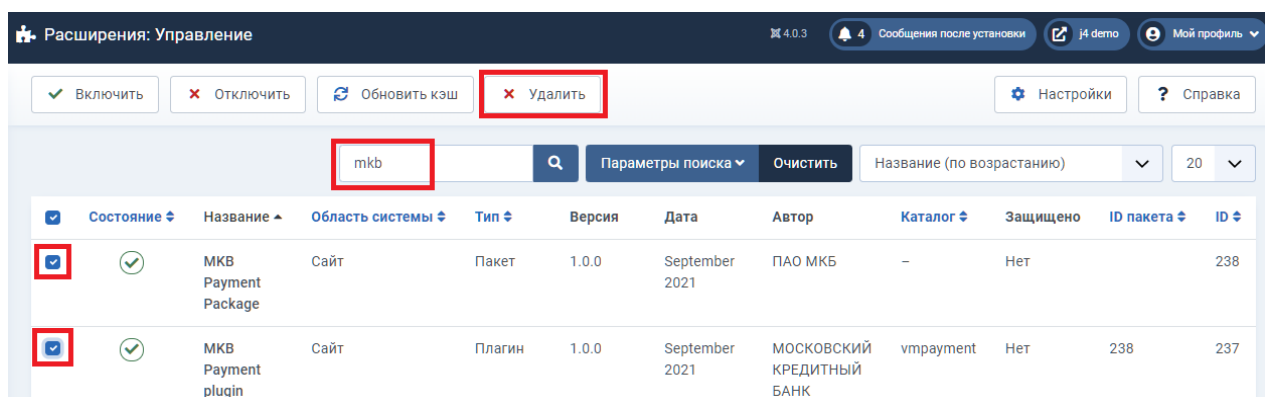 Расширения: Управление 4.0.3 4 Сообщения после установки j4 demo Мой профиль
Включить Отключить Обновить кэш Удалить Настройки ? Справка
mkb Параметры поиска Очистить Название (по возрастанию) 20
Состояние Название Область системы Тип Версия Дата Автор Каталог Защищено ID пакета ID
MKB Сайт Пакет 1.0.0 September ПАО МКБ – Нет 238
Payment 2021
Package
MKB Сайт Плагин 1.0.0 September МОСКОВСКИЙ vmpayment Нет 238 237
Payment 2021 КРЕДИТНЫЙ
plugin БАНК